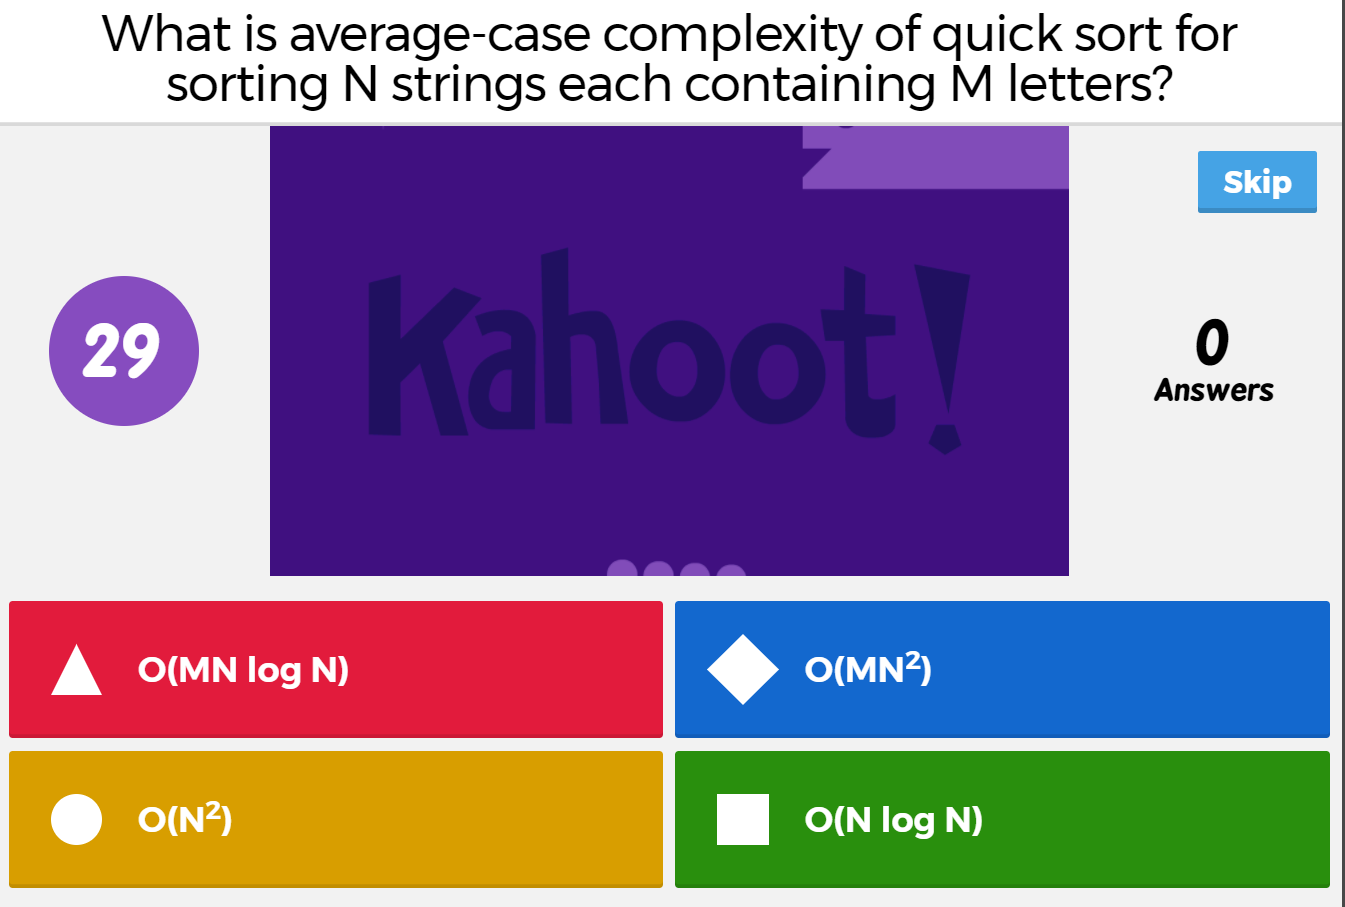 What is average-case complexity of quick sort for
sorting N strings each containing M letters?
Skip
29
Kahoot!
0
Answers
O(MN log N)
O(MN²)
O(N²)
O(N log N)